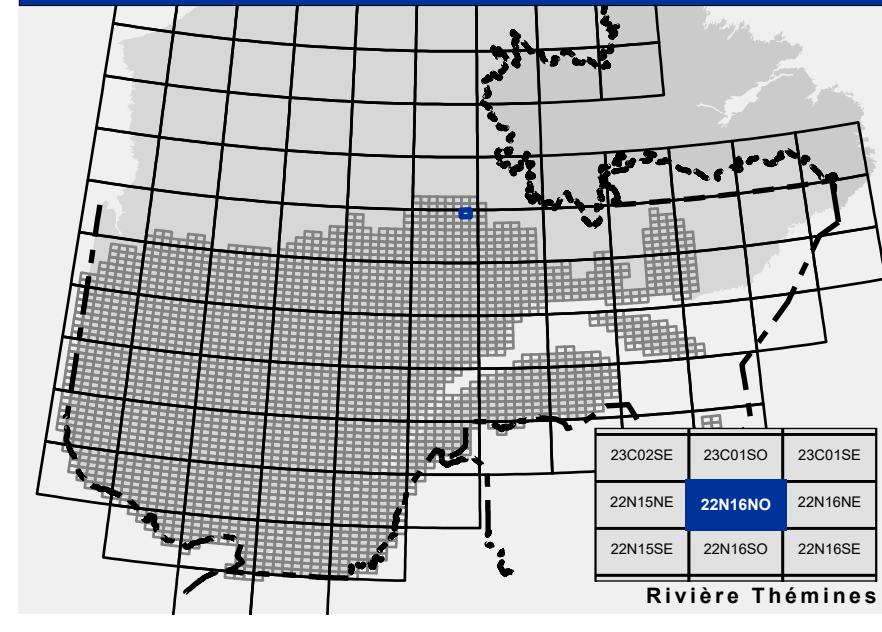 23C02SE 23C01SO 23C01SE
22N15NE 22N16NO 22N16NE
22N15SE 22N16SO 22N16SE
Rivière Thémines